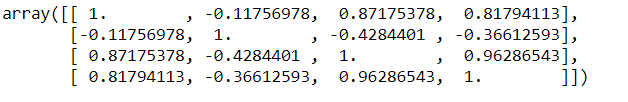 array([[ 1.        , -0.11756978,  0.87175378,  0.81794113],
       [-0.11756978,  1.        , -0.4284401 , -0.36612593],
       [ 0.87175378, -0.4284401 ,  1.        ,  0.96286543],
       [ 0.81794113, -0.36612593,  0.96286543,  1.        ]])